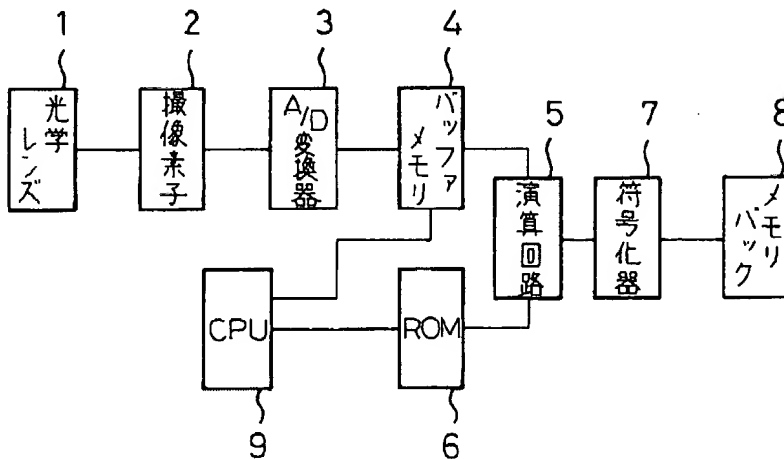 1
2
3
4
5
7
8
光学
レンズ
撮像素子
A/D
変換器
バッファ
メモリ
演算回路
符号化器
メモリ
パック
CPU
ROM
9
6